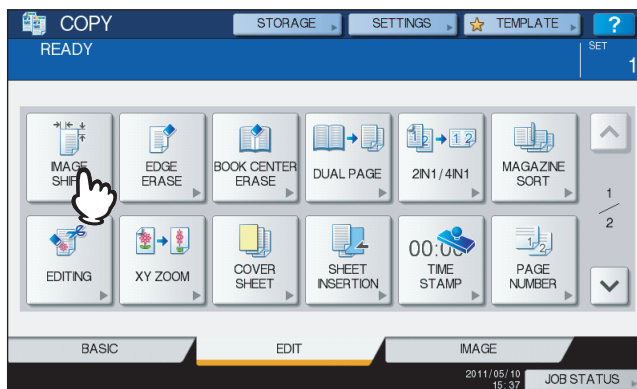 COPY
STORAGE
SETTINGS
TEMPLATE
?
READY
SET
1
IMAGE
EDGE
ERASE
BOOK CENTER
ERASE
DUAL PAGE
2IN1 / 4IN1
MAGAZINE
SORT
1
2
EDITING
XY ZOOM
COVER
SHEET
SHEET
INSERTION
00:00
TIME
STAMP
PAGE
NUMBER
BASIC
EDIT
IMAGE
2011/05/10
15:37
JOB STATUS